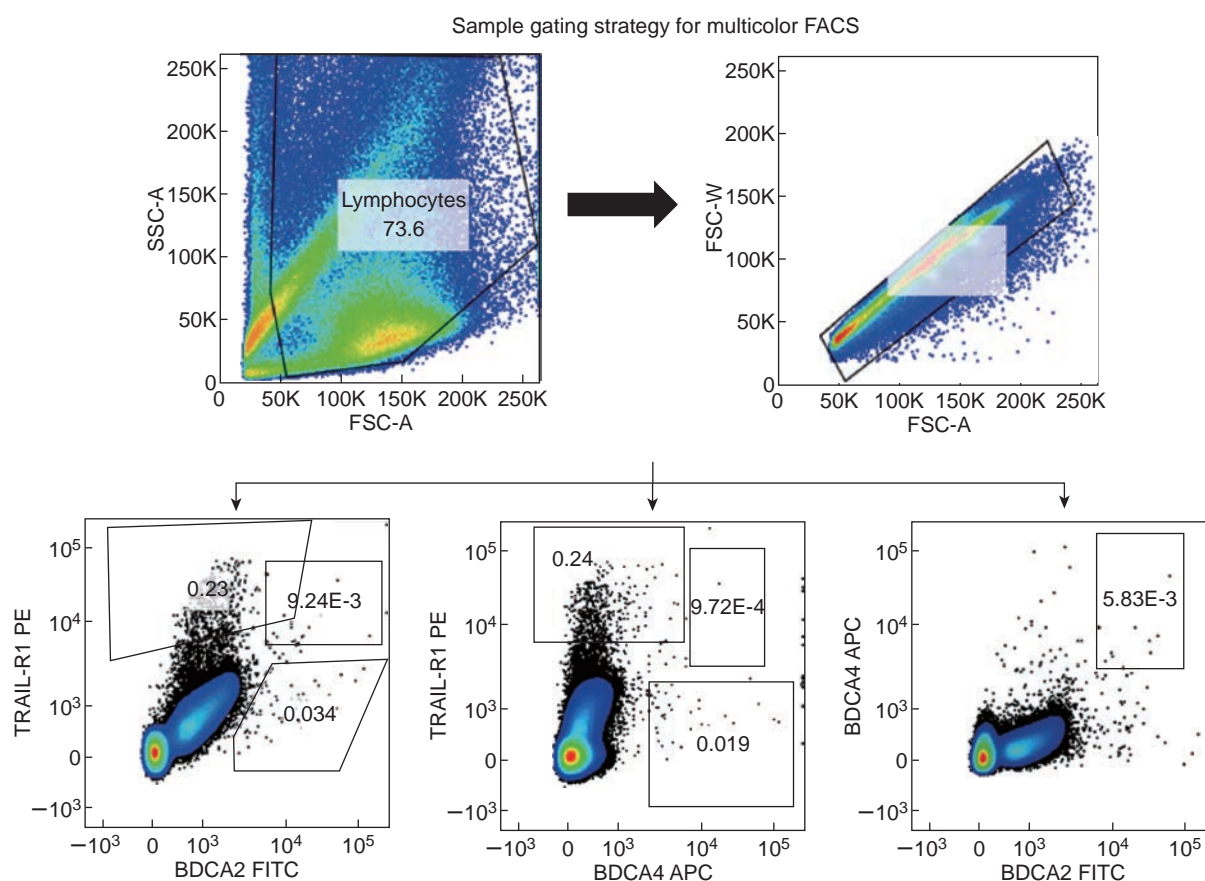 Sample gating strategy for multicolor FACS
250K
200K
150K
100K
50K
0
SSC-A
Lymphocytes
73.6
0 50K 100K 150K 200K 250K
FSC-A
250K
200K
150K
100K
50K
0
FSC-W
0 50K 100K 150K 200K 250K
FSC-A
10⁵
10⁴
10³
0
−10³
TRAIL-R1 PE
0.23
9.24E-3
0.034
−10³ 0 10³ 10⁴ 10⁵
BDCA2 FITC
10⁵
10⁴
10³
0
−10³
TRAIL-R1 PE
0.24
9.72E-4
0.019
−10³ 0 10³ 10⁴ 10⁵
BDCA4 APC
10⁵
10⁴
10³
0
−10³
BDCA4 APC
5.83E-3
−10³ 0 10³ 10⁴ 10⁵
BDCA2 FITC